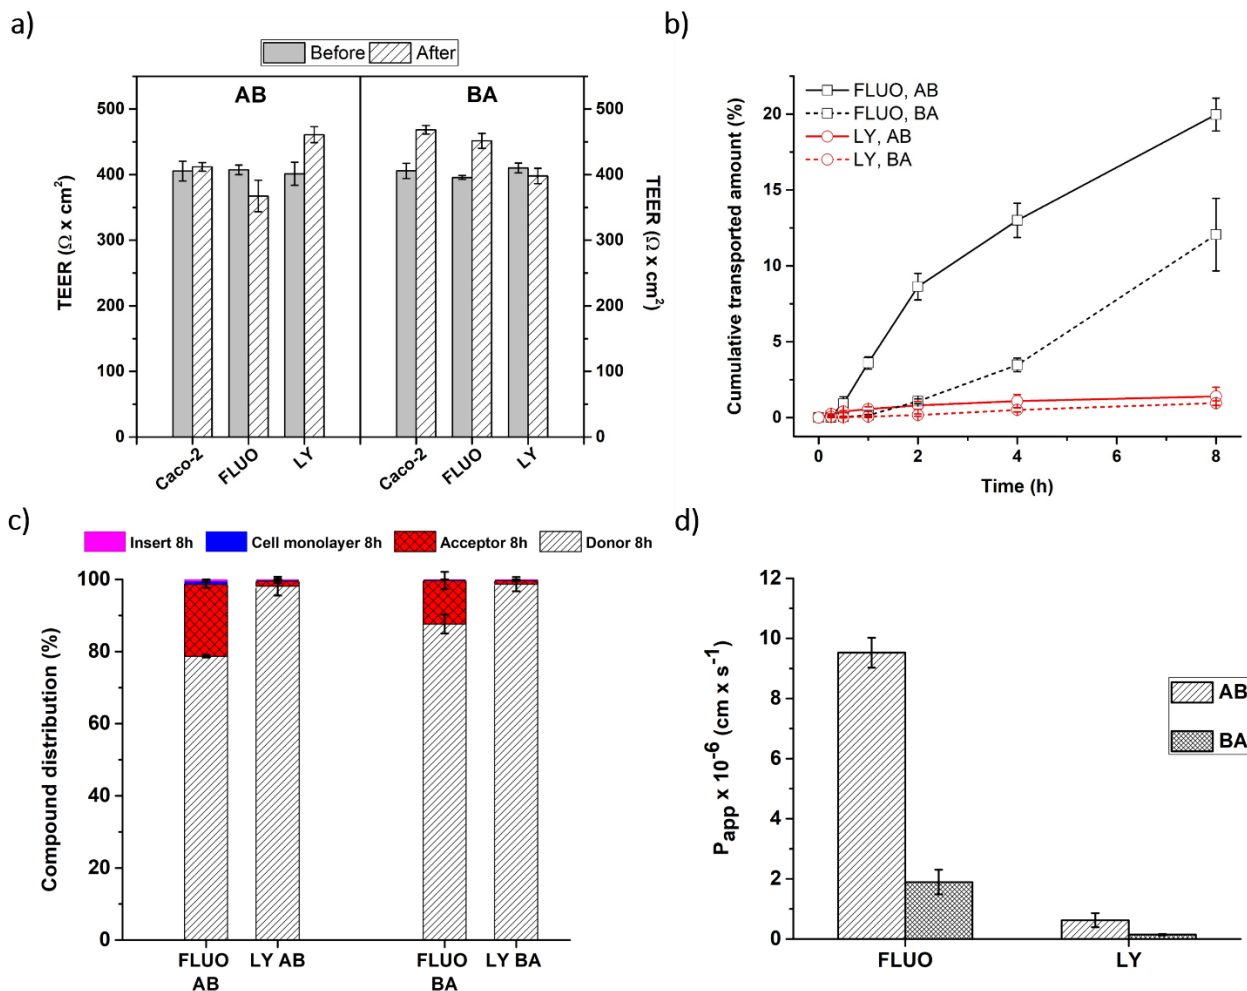 a)
Before After
AB BA
500
400
300
200
100
0
TEER (Ω x cm²)
500
400
300
200
100
0
TEER (Ω x cm²)
Caco-2 FLUO LY Caco-2 FLUO LY
b)
FLUO, AB
FLUO, BA
LY, AB
LY, BA
20
15
10
5
0
Cumulative transported amount (%)
0 2 4 6 8
Time (h)
c)
Insert 8h Cell monolayer 8h Acceptor 8h Donor 8h
100
80
60
40
20
0
Compound distribution (%)
FLUO LY AB FLUO LY BA
AB BA
d)
12
10
8
6
4
2
0
Papp x 10⁻⁶ (cm x s⁻¹)
AB
BA
FLUO LY